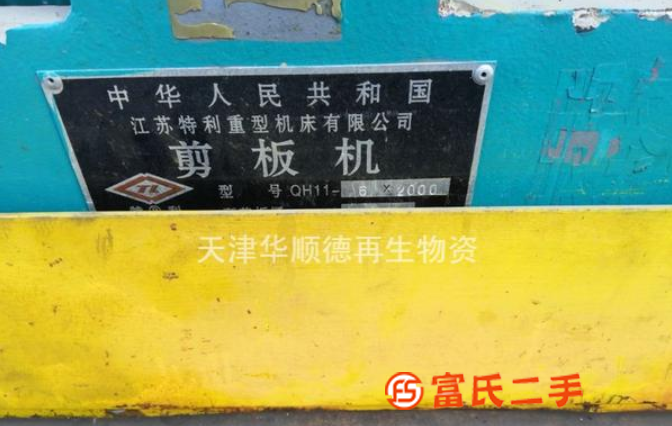 中华人民共和国
江苏特利重型机床有限公司
剪板机
型号 QH11-6×2000
天津华顺德再生物资
富氏二手